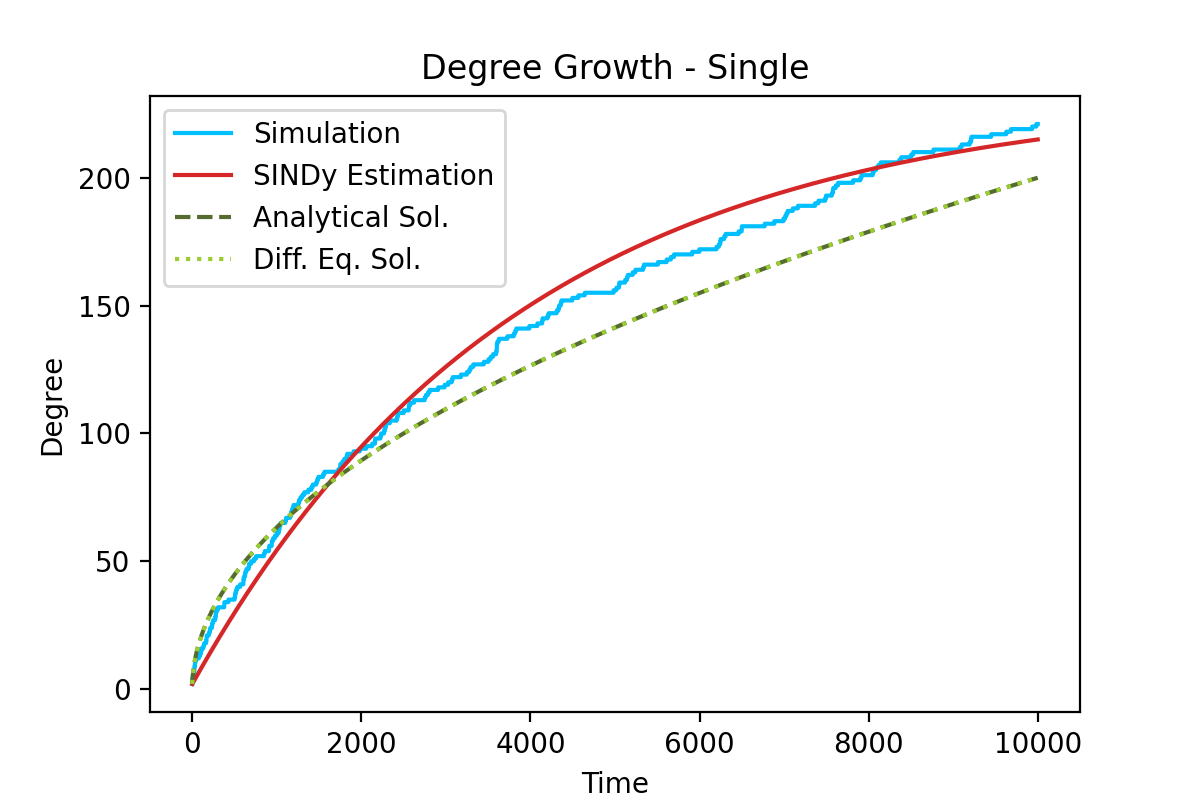 Degree Growth - Single
Simulation
SINDy Estimation
Analytical Sol.
Diff. Eq. Sol.
200
150
100
50
0
Degree
0 2000 4000 6000 8000 10000
Time